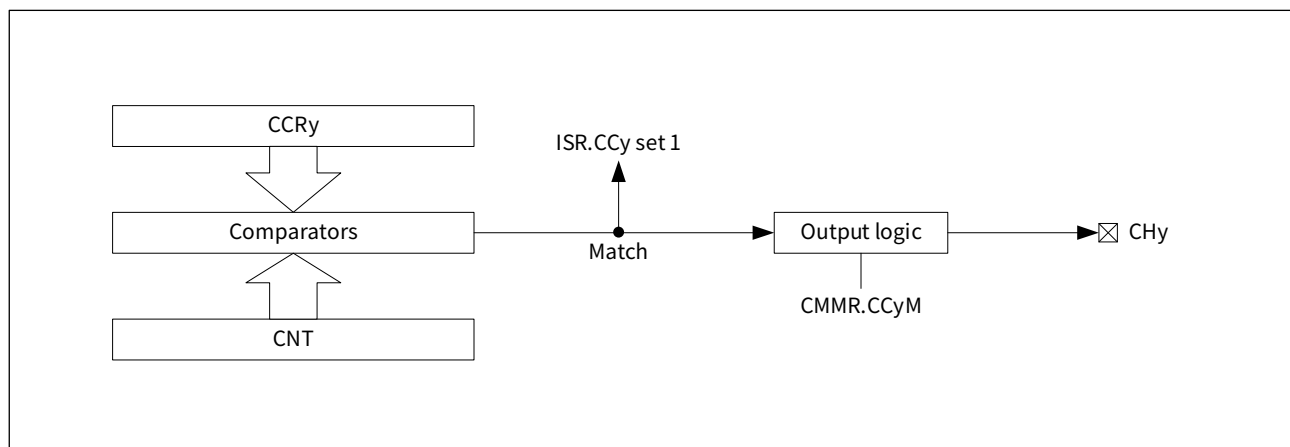 CCRy
ISR.CCy set 1
Comparators
Output logic
CHy
Match
CMMR.CCyM
CNT